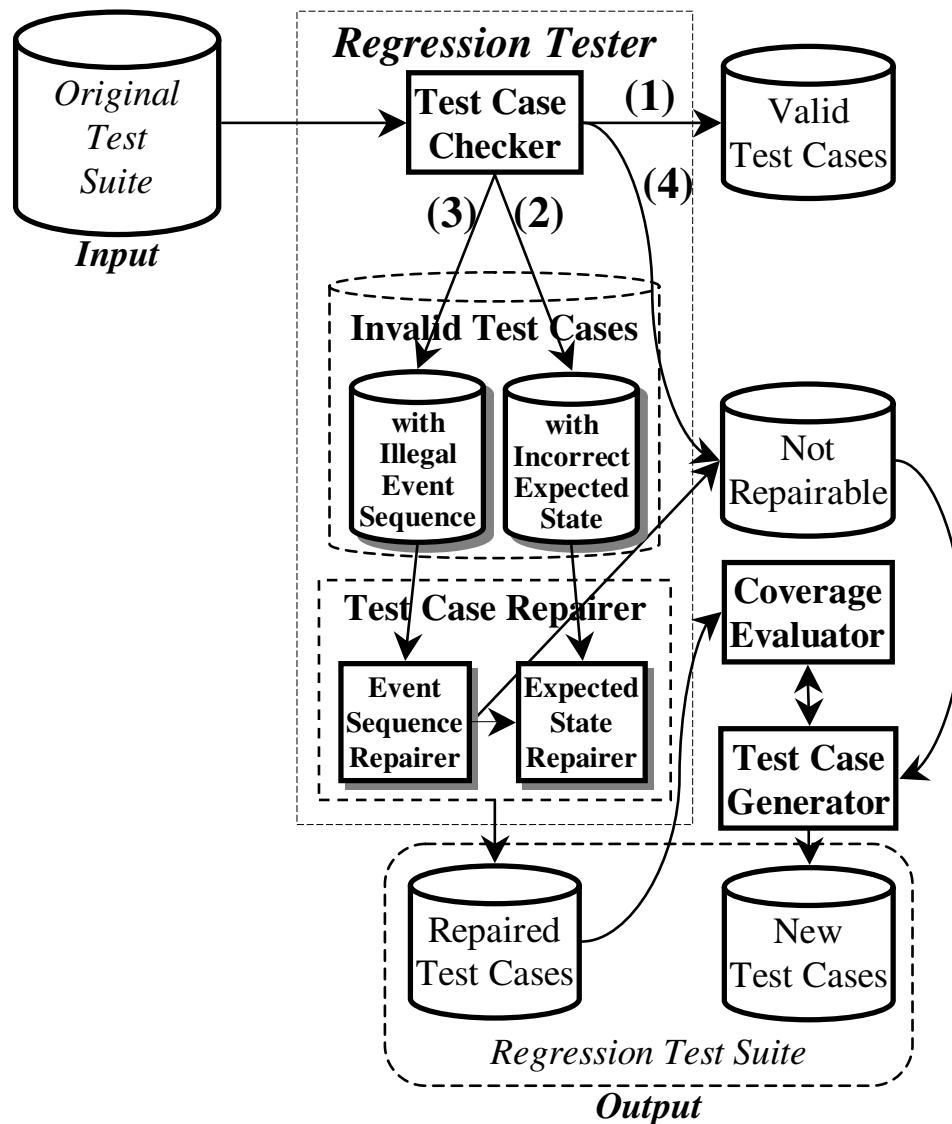 Regression Tester
Original
Test
Suite
Input
Test Case
Checker
(1)
Valid
Test Cases
(4)
(3)
(2)
Invalid Test Cases
with
Illegal
Event
Sequence
with
Incorrect
Expected
State
Not
Repairable
Test Case Repairer
Event
Sequence
Repairer
Expected
State
Repairer
Coverage
Evaluator
Test Case
Generator
Repaired
Test Cases
New
Test Cases
Regression Test Suite
Output